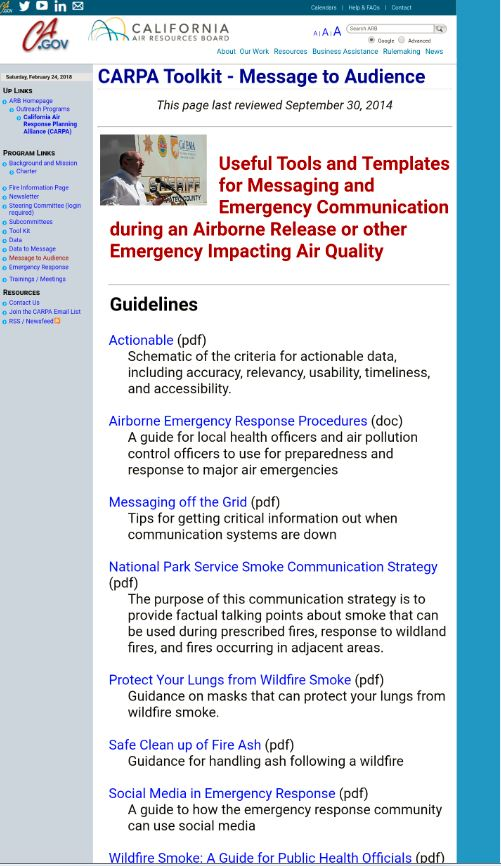 CA
.GOV
Calendars | Help & FAQs | Contact
CA
.GOV
CALIFORNIA
AIR RESOURCES BOARD
A | A | A
Search ARB
Google Advanced
About Our Work Resources Business Assistance Rulemaking News
Saturday, February 24, 2018
UP LINKS
ARB Homepage
Outreach Programs
California Air
Response Planning
Alliance (CARPA)
PROGRAM LINKS
Background and Mission
Charter
Fire Information Page
Newsletter
Steering Committee (login
required)
Subcommittees
Tool Kit
Data
Data to Message
Message to Audience
Emergency Response
Trainings / Meetings
RESOURCES
Contact Us
Join the CARPA Email List
RSS / Newsfeed
CARPA Toolkit - Message to Audience
This page last reviewed September 30, 2014
Cal EMA
SHERIFF
Useful Tools and Templates
for Messaging and
Emergency Communication
during an Airborne Release or other
Emergency Impacting Air Quality
Guidelines
Actionable (pdf)
Schematic of the criteria for actionable data,
including accuracy, relevancy, usability, timeliness,
and accessibility.
Airborne Emergency Response Procedures (doc)
A guide for local health officers and air pollution
control officers to use for preparedness and
response to major air emergencies
Messaging off the Grid (pdf)
Tips for getting critical information out when
communication systems are down
National Park Service Smoke Communication Strategy
(pdf)
The purpose of this communication strategy is to
provide factual talking points about smoke that can
be used during prescribed fires, response to wildland
fires, and fires occurring in adjacent areas.
Protect Your Lungs from Wildfire Smoke (pdf)
Guidance on masks that can protect your lungs from
wildfire smoke.
Safe Clean up of Fire Ash (pdf)
Guidance for handling ash following a wildfire
Social Media in Emergency Response (pdf)
A guide to how the emergency response community
can use social media
Wildfire Smoke: A Guide for Public Health Officials (pdf)